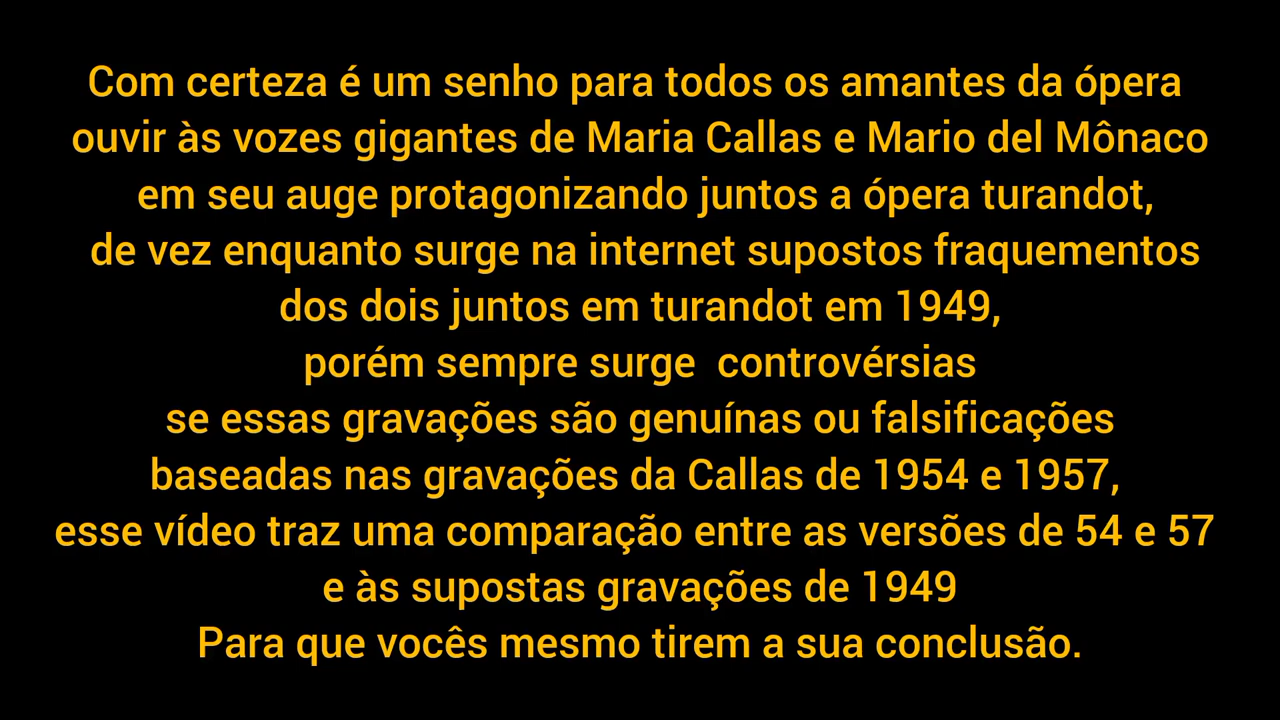 Com certeza é um senho para todos os amantes da ópera
ouvir às vozes gigantes de Maria Callas e Mario del Mônaco
em seu auge protagonizando juntos a ópera turandot,
de vez enquanto surge na internet supostos fraquementos
dos dois juntos em turandot em 1949,
porém sempre surge  controvérsias
se essas gravações são genuínas ou falsificações
baseadas nas gravações da Callas de 1954 e 1957,
esse vídeo traz uma comparação entre as versões de 54 e 57
e às supostas gravações de 1949
Para que vocês mesmo tirem a sua conclusão.